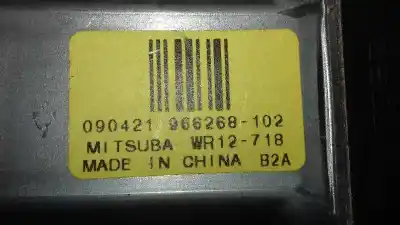 090421 966268-102
MITSUBA WR12-718
MADE IN CHINA B2A